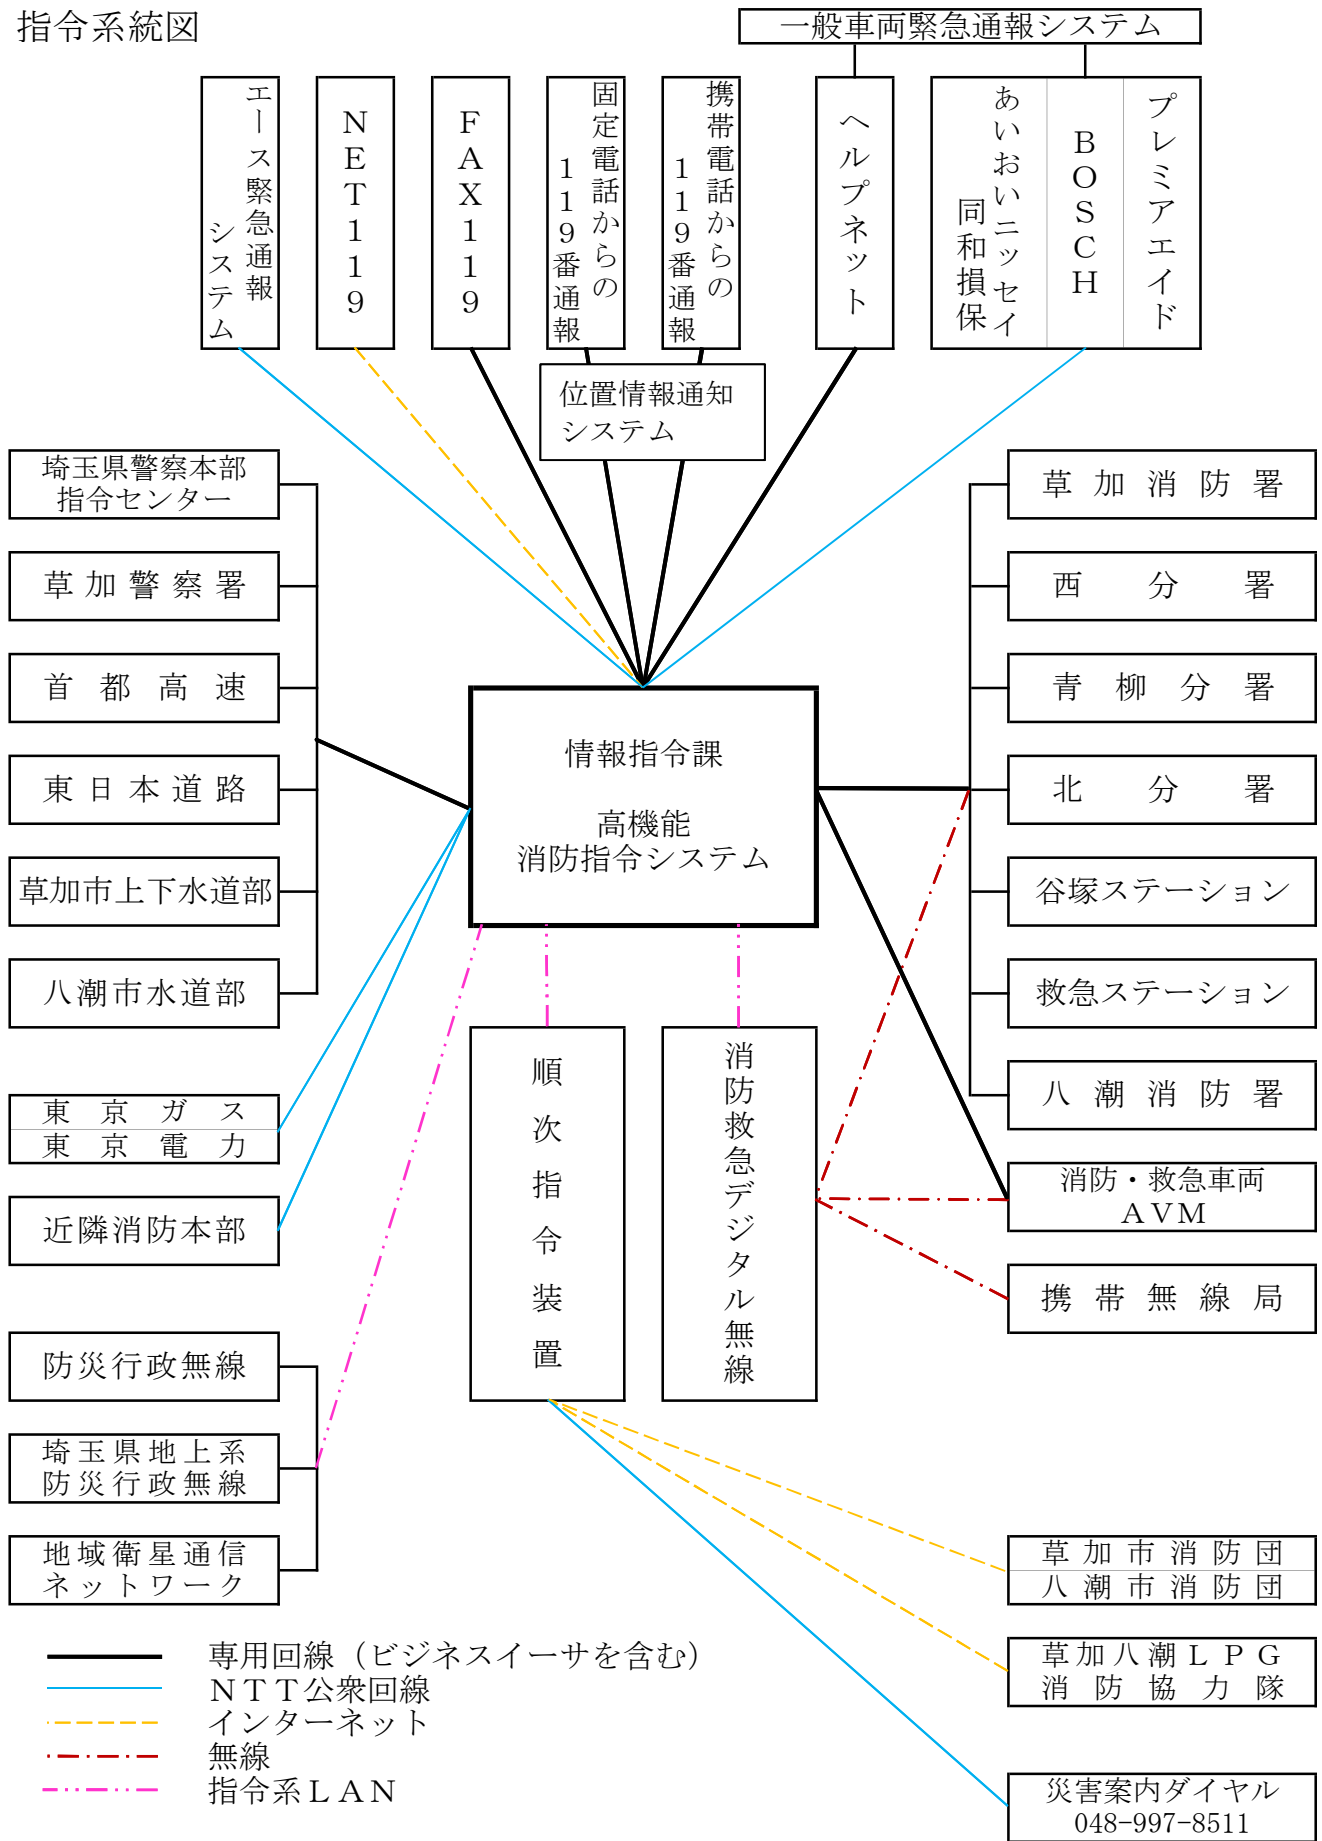 指令系統図
一般車両緊急通報システム
エース緊急通報
システム
NET119
FAX119
固定電話からの
119番通報
携帯電話からの
119番通報
ヘルプネット
あいおいニッセイ
同和損保
BOSCH
プレミアエイド
位置情報通知
システム
埼玉県警察本部
指令センター
草加警察署
首都高速
東日本道路
草加市上下水道部
八潮市水道部
東京ガス
東京電力
近隣消防本部
防災行政無線
埼玉県地上系
防災行政無線
地域衛星通信
ネットワーク
情報指令課
高機能
消防指令システム
順次指令装置
消防救急デジタル無線
草加消防署
西分署
青柳分署
北分署
谷塚ステーション
救急ステーション
八潮消防署
消防・救急車両
AVM
携帯無線局
草加市消防団
八潮市消防団
草加八潮LPG
消防協力隊
災害案内ダイヤル
048-997-8511
専用回線（ビジネスイーサを含む）
NTT公衆回線
インターネット
無線
指令系LAN